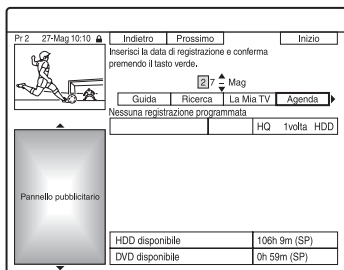 Pr 2 27-Mag 10:10
Indietro Prossimo Inizio
Inserisci la data di registrazione e conferma
premendo il tasto verde.
27 Mag
Guida Ricerca La Mia TV Agenda
Nessuna registrazione programmata
HQ 1volta HDD
Pannello pubblicitario
HDD disponibile 106h 9m (SP)
DVD disponibile 0h 59m (SP)